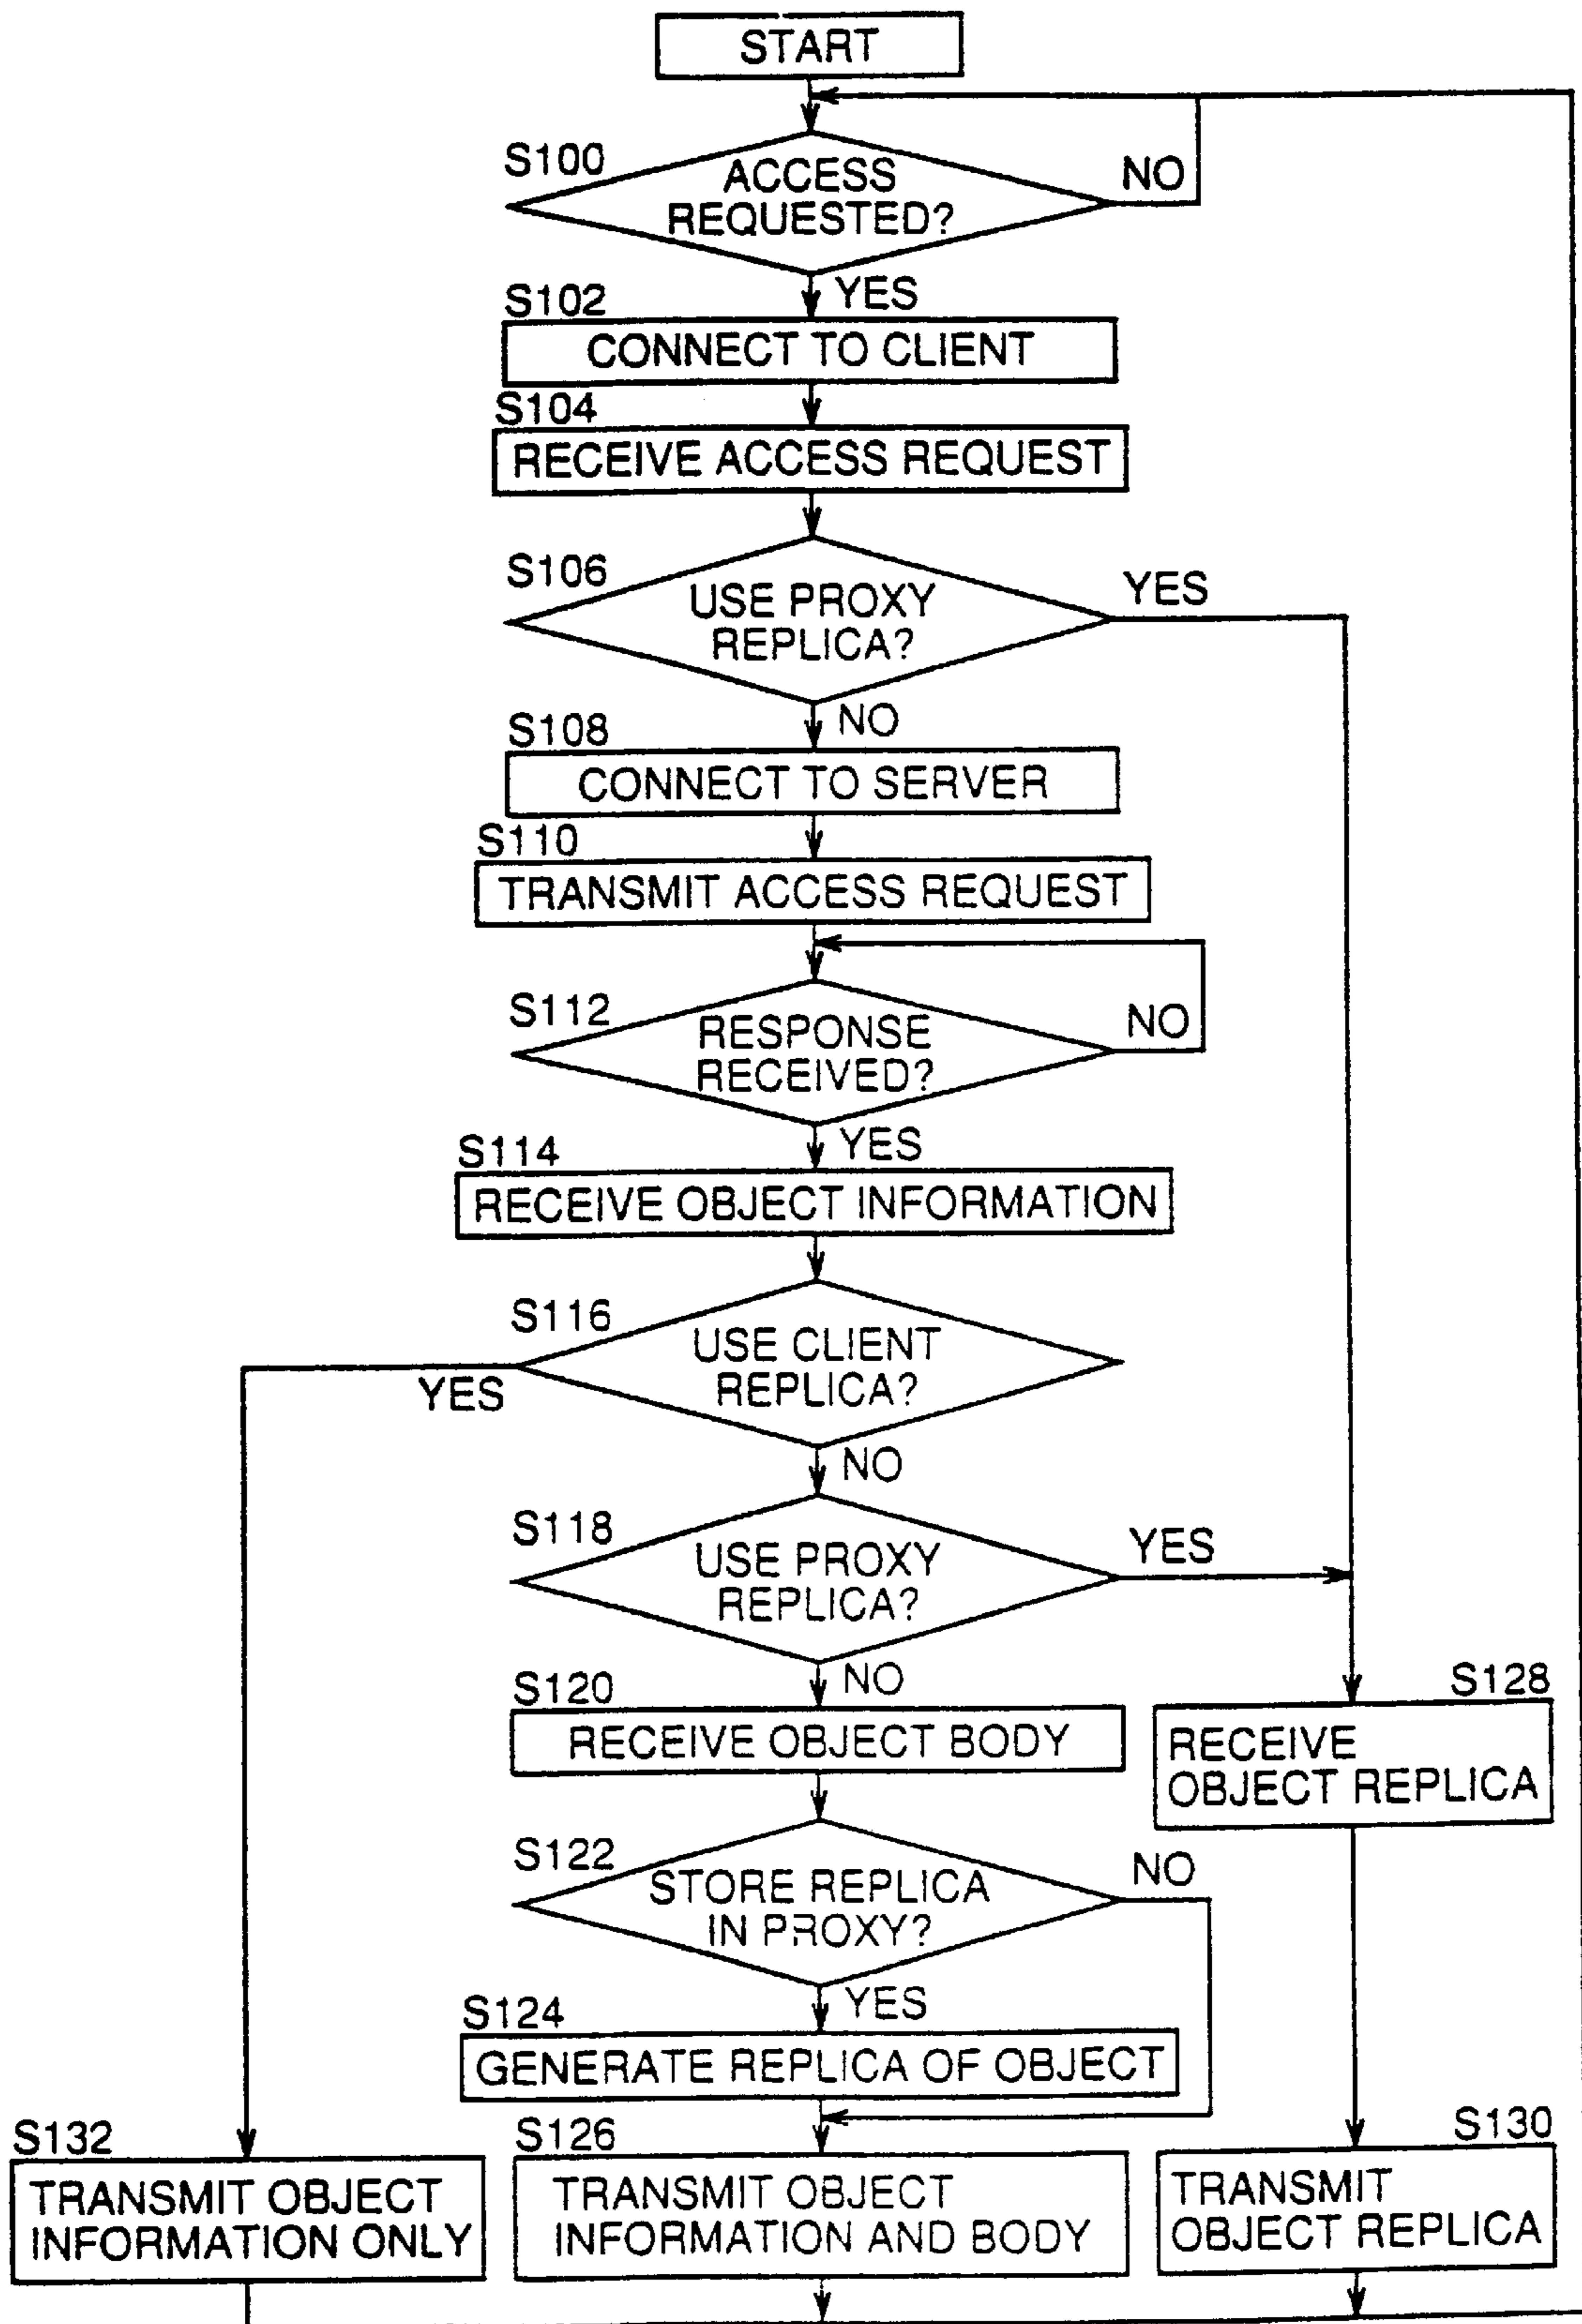 START
S100
ACCESS
REQUESTED?
NO
YES
S102
CONNECT TO CLIENT
S104
RECEIVE ACCESS REQUEST
S106
USE PROXY
REPLICA?
YES
NO
S108
CONNECT TO SERVER
S110
TRANSMIT ACCESS REQUEST
S112
RESPONSE
RECEIVED?
NO
YES
S114
RECEIVE OBJECT INFORMATION
S116
USE CLIENT
REPLICA?
YES
NO
S118
USE PROXY
REPLICA?
YES
NO
S120
RECEIVE OBJECT BODY
S128
RECEIVE
OBJECT REPLICA
S122
STORE REPLICA
IN PROXY?
NO
YES
S124
GENERATE REPLICA OF OBJECT
S132
TRANSMIT OBJECT
INFORMATION ONLY
S126
TRANSMIT OBJECT
INFORMATION AND BODY
S130
TRANSMIT
OBJECT REPLICA